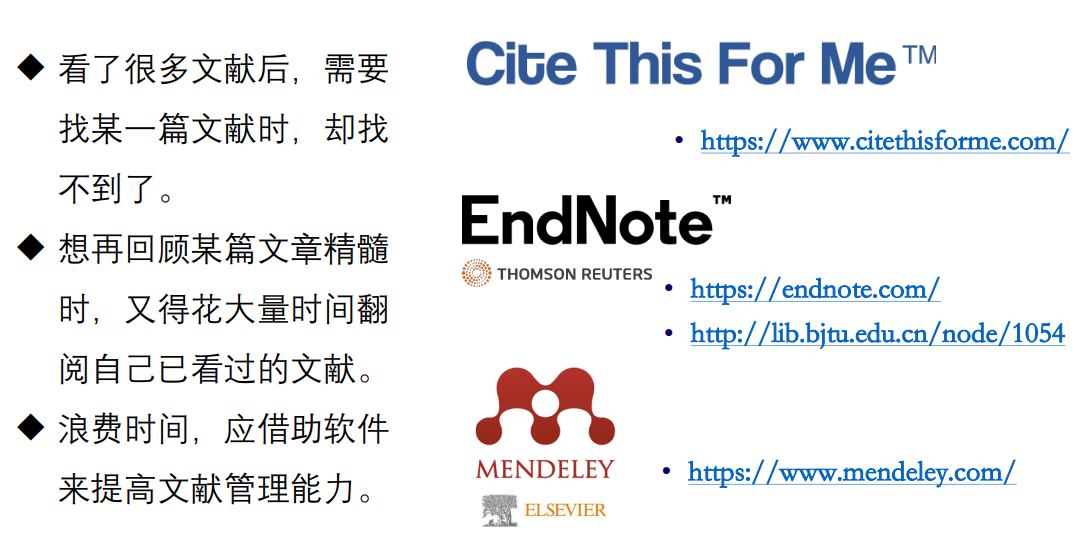 ◆ 看了很多文献后，需要
找某一篇文献时，却找
不到了。
◆ 想再回顾某篇文章精髓
时，又得花大量时间翻
阅自己已看过的文献。
◆ 浪费时间，应借助软件
来提高文献管理能力。
Cite This For Me™
• https://www.citethisforme.com/
EndNote™
THOMSON REUTERS
• https://endnote.com/
• http://lib.bjtu.edu.cn/node/1054
MENDELEY
ELSEVIER
• https://www.mendeley.com/